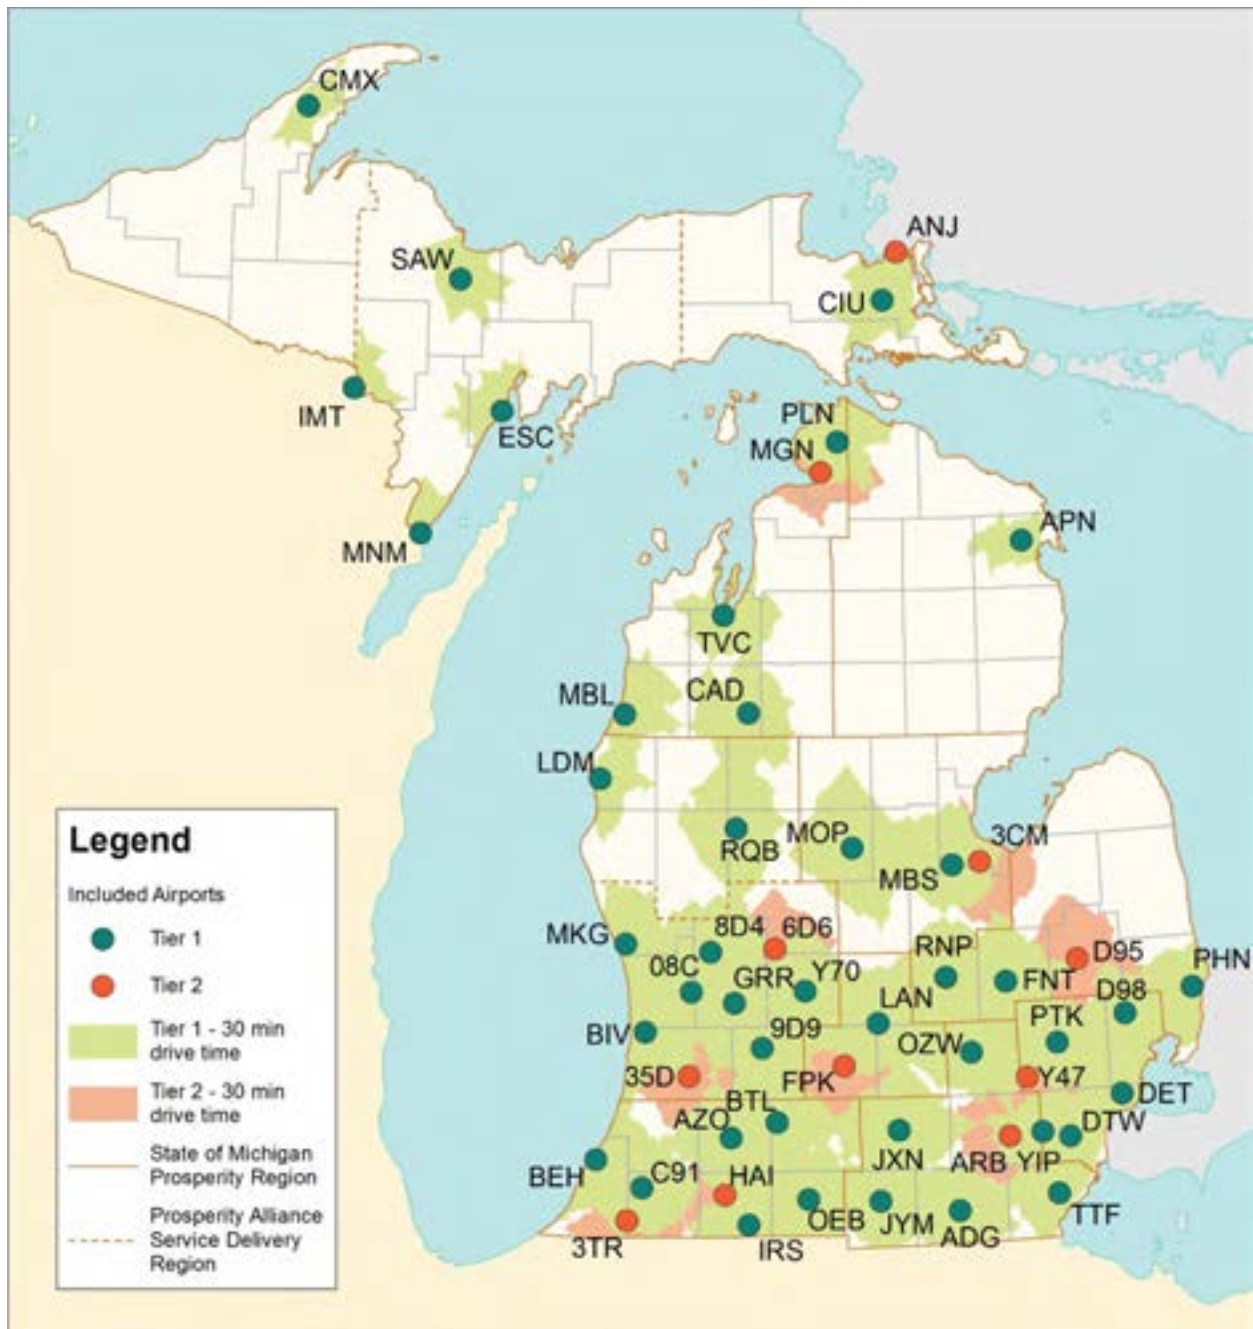 CMX
ANJ
SAW
CIU
IMT
ESC
PLN
MGN
MNM
APN
TVC
MBL
CAD
LDM
RQB
MOP
3CM
MBS
MKG
8D4
6D6
RNP
D95
PHN
08C
GRR
Y70
LAN
FNT
D98
PTK
BIV
9D9
OZW
35D
FPK
Y47
DET
AZO
BTL
DTW
BEH
C91
HAI
JXN
ARB
YIP
3TR
IRS
OEB
JYM
ADG
TTF
Legend
Included Airports
Tier 1
Tier 2
Tier 1 - 30 min
drive time
Tier 2 - 30 min
drive time
State of Michigan
Prosperity Region
Prosperity Alliance
Service Delivery
Region